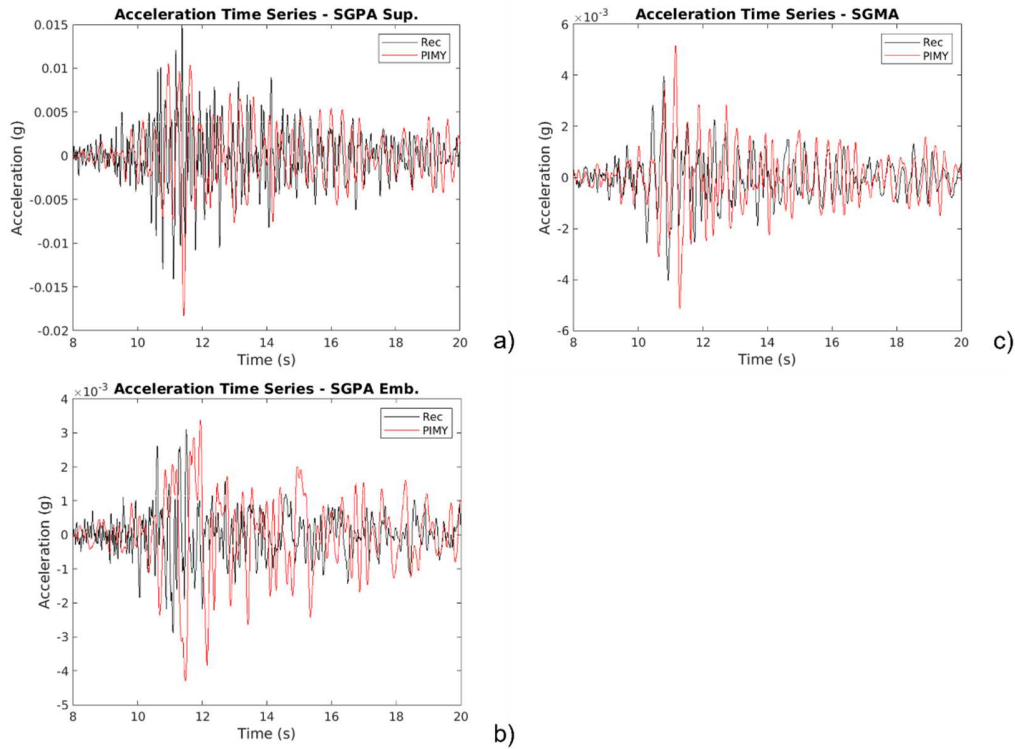 Acceleration Time Series - SGPA Sup.
0.015
0.01
0.005
0
-0.005
-0.01
0.015
-0.02
Acceleration (g)
8 10 12 14 16 18 20
Time (s)
Rec
PIMY
a)
×10-3 Acceleration Time Series - SGMA
6
4
2
0
-2
-4
-6
Acceleration (g)
8 10 12 14 16 18 20
Time (s)
Rec
PIMY
c)
×10-3 Acceleration Time Series - SGPA Emb.
4
3
2
1
0
-1
-2
-3
-4
-5
Acceleration (g)
8 10 12 14 16 18 20
Time (s)
Rec
PIMY
b)